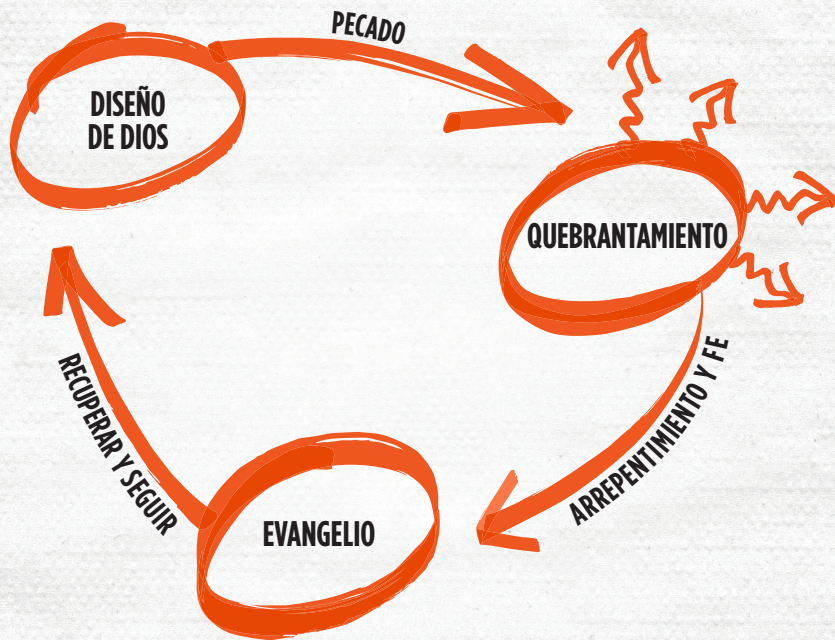 PECADO
DISEÑO
DE DIOS
QUEBRANTAMIENTO
ARREPENTIMIENTO Y FE
EVANGELIO
RECUPERAR Y SEGUIR